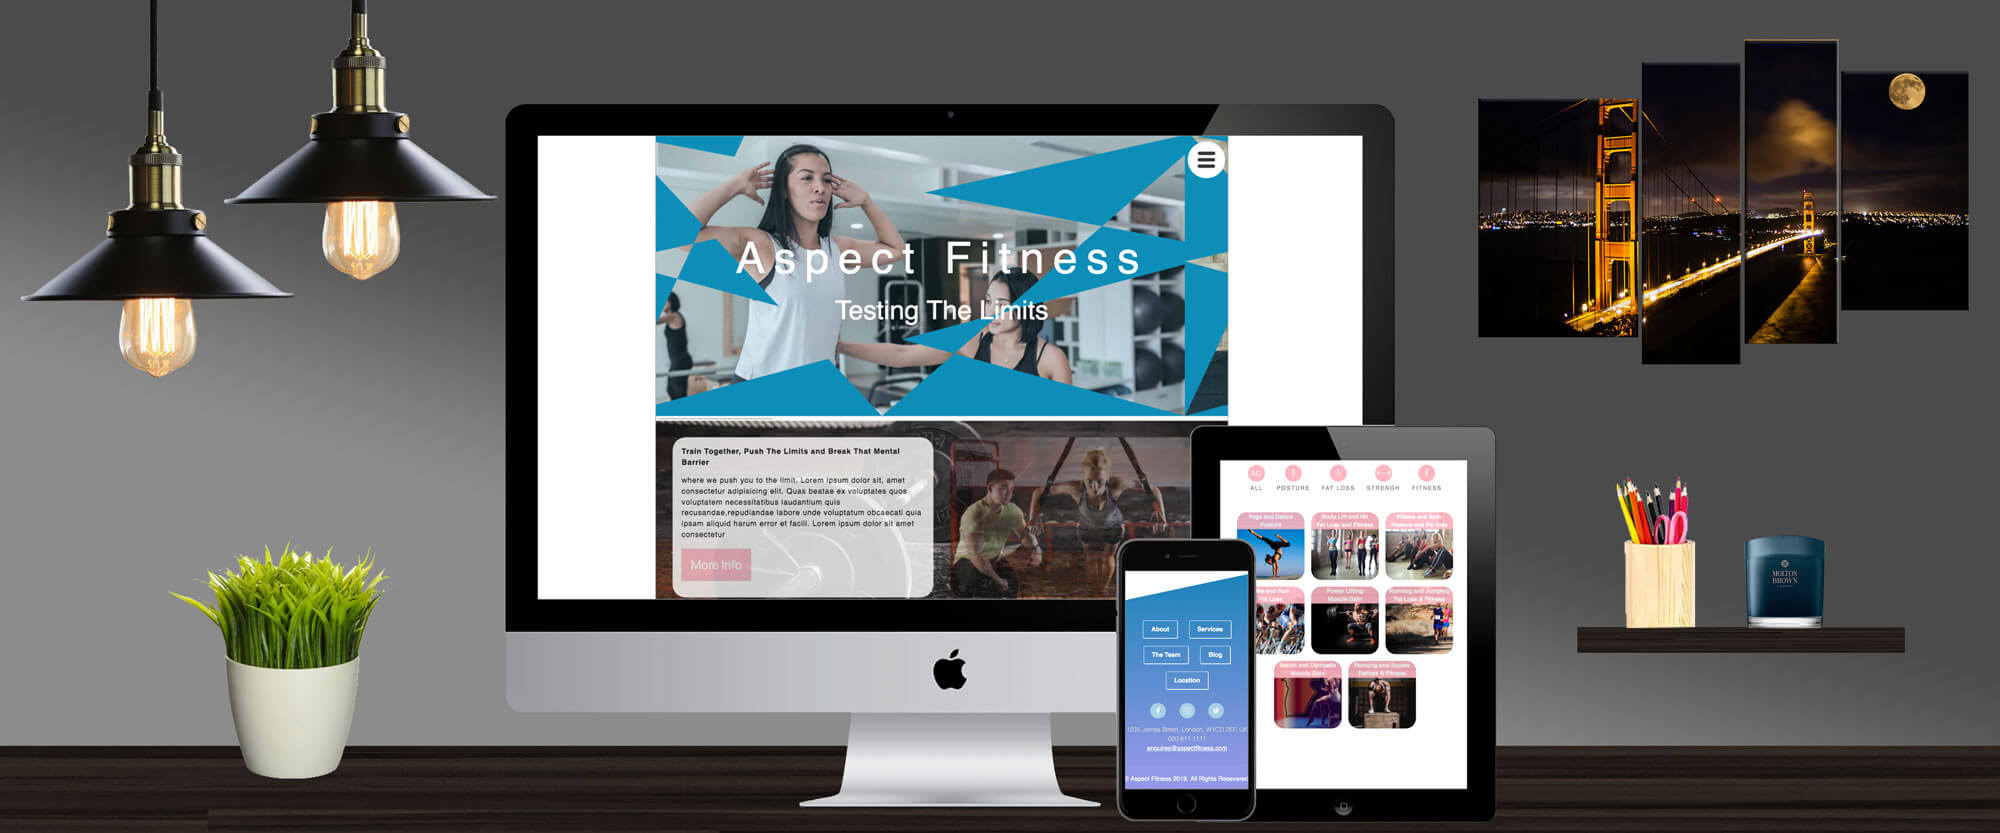 Aspect Fitness
Testing The Limits
Train Together, Push The Limits and Break That Mental
Barrier
where we push you to the limit. Lorem ipsum dolor sit, amet
consectetur adipisicing elit. Quas beatae ex voluptates quos
voluptatem necessitatibus laudantium quis
recusandae,repudiandae labore unde voluptatum obcaecati quia
ipsam aliquid harum error et facili. Lorem ipsum dolor sit amet
consectetur
More Info
ALL POSTURE FAT LOSS STRENGH FITNESS
Yoga and Dance
Posture
Body Lift and Hit
Fat Loss and Fitness
Pilates and Spin
Posture and Fat loss
and Run
Fat Loss
Power Lifting
Muscle Gain
Running and Jumping
Fat Loss & Fitness
Muscle Gain
Running and Squats
Fatloss & Fitness
About Services
The Team Blog
Location
1235 James Street, London, W1CD 2EF, UK
020 811 1111
enquires@aspectfitness.com
© Aspect Fitness 2019. All Rights Resevered
MOLTON
BROWN
LONDON